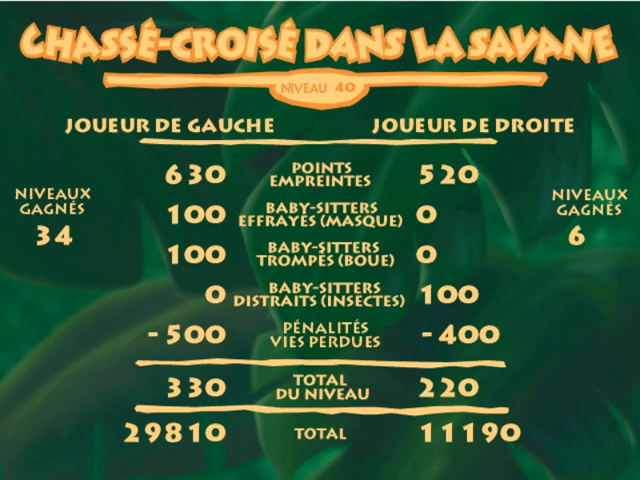 CHASSÉ-CROISÉ DANS LA SAVANE
NIVEAU 40
JOUEUR DE GAUCHE JOUEUR DE DROITE
630 POINTS EMPREINTES 520
NIVEAUX GAGNÉS 34
NIVEAUX GAGNÉS 6
100 BABY-SITTERS EFFRAYÉS (MASQUE) 0
100 BABY-SITTERS TROMPÉS (BOUE) 0
0 BABY-SITTERS DISTRAITS (INSECTES) 100
-500 PÉNALITÉS VIES PERDUES -400
330 TOTAL DU NIVEAU 220
29810 TOTAL 11190